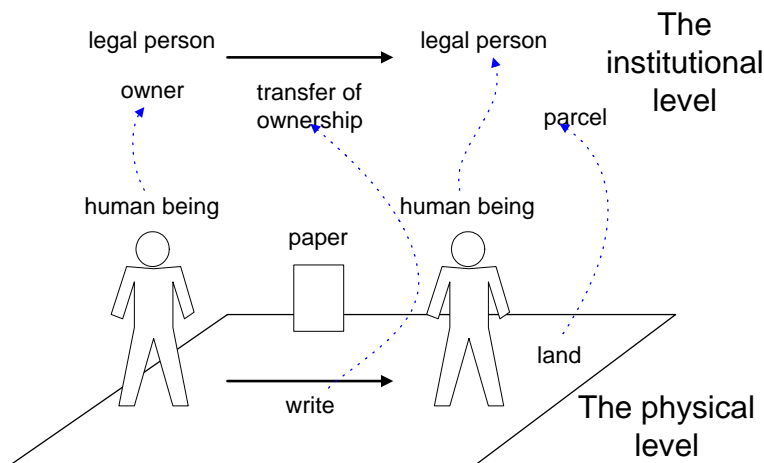 legal person
legal person
The
institutional
level
owner
transfer of
ownership
parcel
human being
human being
paper
land
write
The physical
level